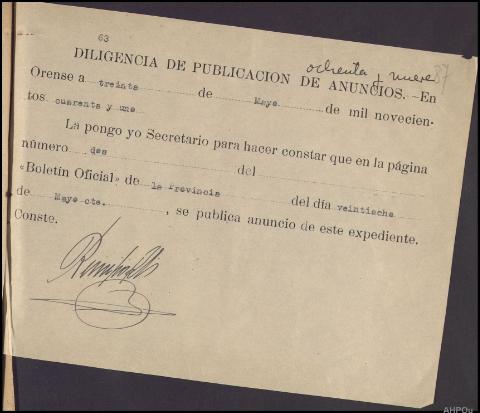 63
ochenta y nueve 87
DILIGENCIA DE PUBLICACION DE ANUNCIOS.—En
Orense a treinta de Mayo de mil novecien-
tos cuarenta y uno
La pongo yo Secretario para hacer constar que en la página
número dos del
«Boletín Oficial» de la Provincia del día veintiocho
de Mayo cte. , se publica anuncio de este expediente.
Conste.
AHPOu